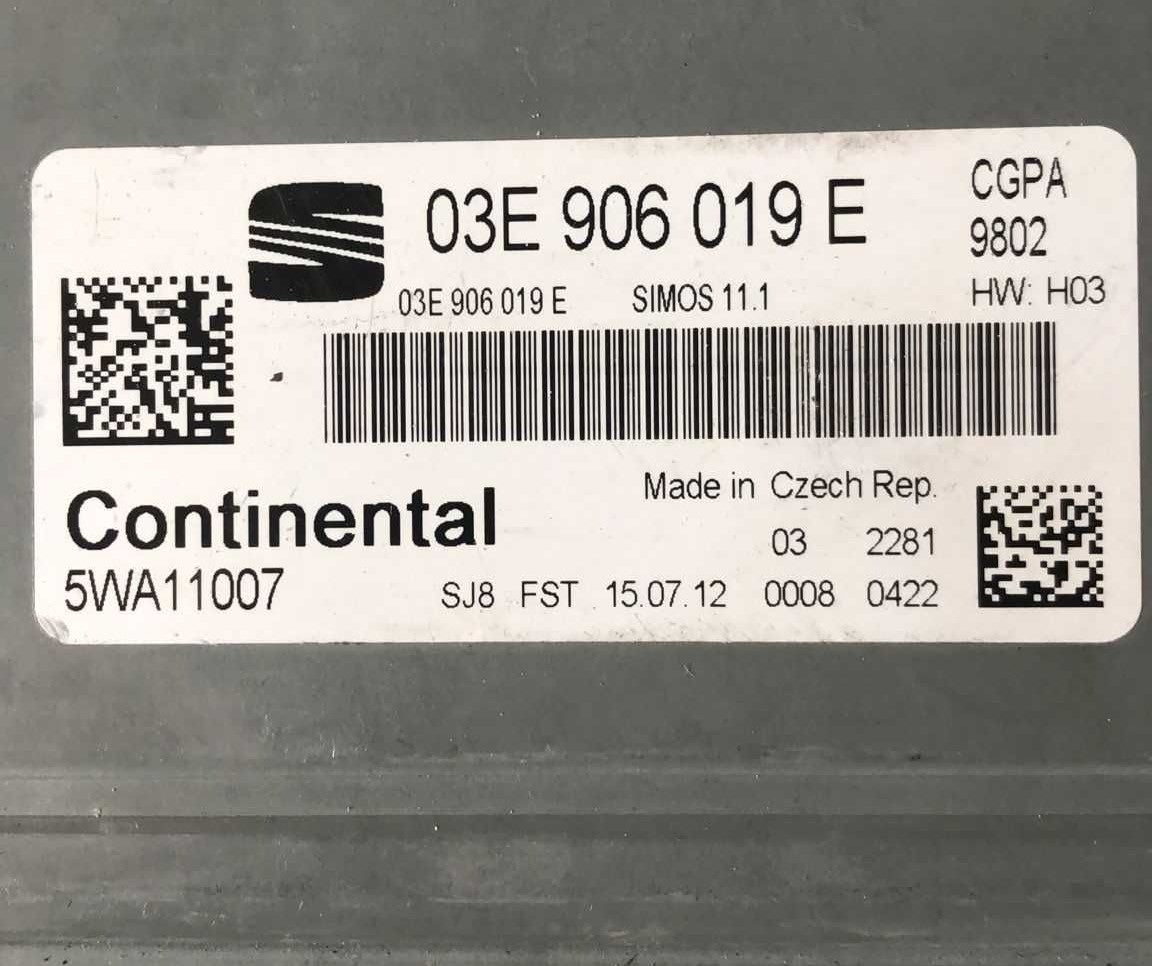 03E 906 019 E
CGPA
9802
HW: H03
03E 906 019 E SIMOS 11.1
Continental
5WA11007
Made in Czech Rep.
03 2281
SJ8 FST 15.07.12 0008 0422